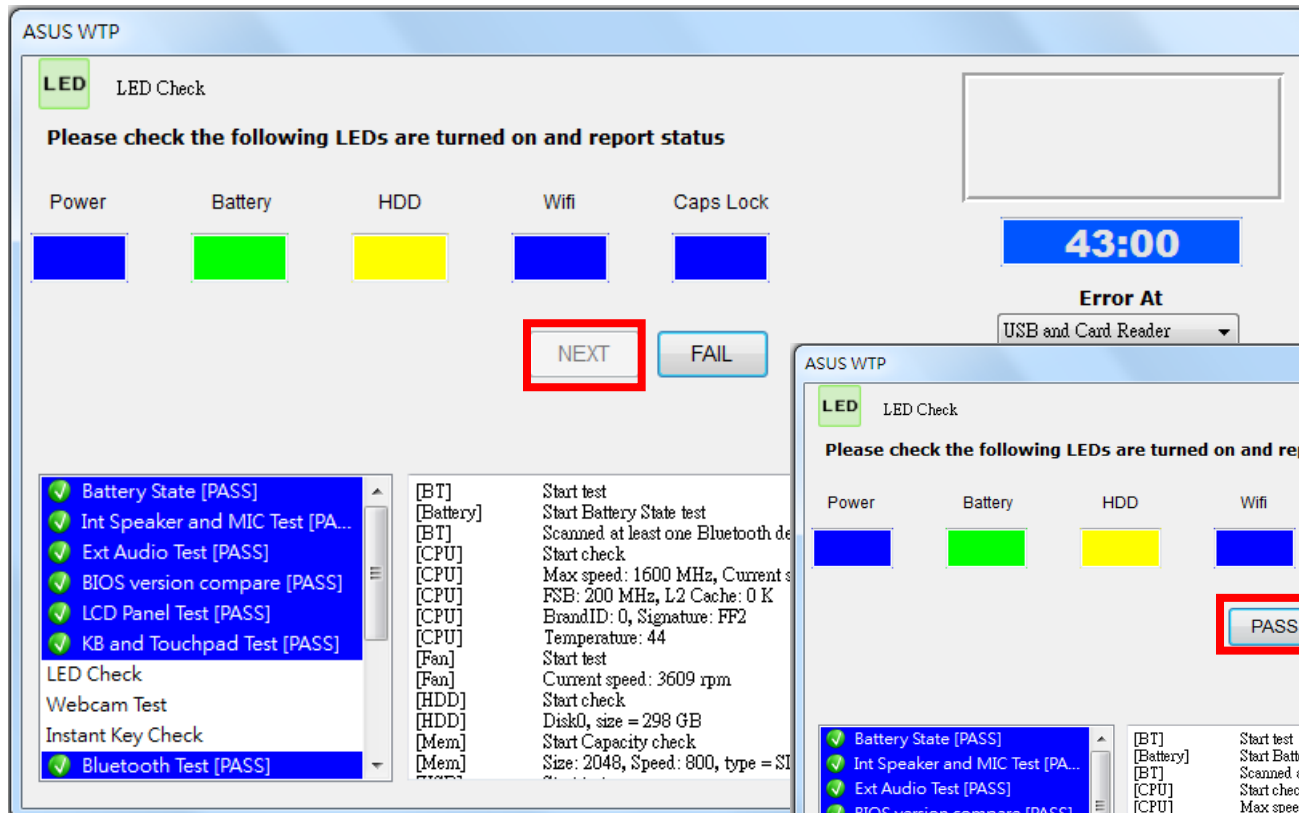 ASUS WTP
LED LED Check
Please check the following LEDs are turned on and report status
Power Battery HDD Wifi Caps Lock
43:00
Error At
USB and Card Reader
NEXT FAIL
Battery State [PASS]
Int Speaker and MIC Test [PA...
Ext Audio Test [PASS]
BIOS version compare [PASS]
LCD Panel Test [PASS]
KB and Touchpad Test [PASS]
LED Check
Webcam Test
Instant Key Check
Bluetooth Test [PASS]
[BT] Start test
[Battery] Start Battery State test
[BT] Scanned at least one Bluetooth de
[CPU] Start check
[CPU] Max speed: 1600 MHz, Current s
[CPU] FSB: 200 MHz, L2 Cache: 0 K
[CPU] BrandID: 0, Signature: FF2
[CPU] Temperature: 44
[Fan] Start test
[Fan] Current speed: 3609 rpm
[HDD] Start check
[HDD] Disk0, size = 298 GB
[Mem] Start Capacity check
[Mem] Size: 2048, Speed: 800, type = SI
ASUS WTP
LED LED Check
Please check the following LEDs are turned on and rep
Power Battery HDD Wifi
PASS
Battery State [PASS]
Int Speaker and MIC Test [PA...
Ext Audio Test [PASS]
BIOS version compare [PASS]
[BT] Start test
[Battery] Start Batt
[BT] Scanned a
[CPU] Start chec
[CPU] Max spee